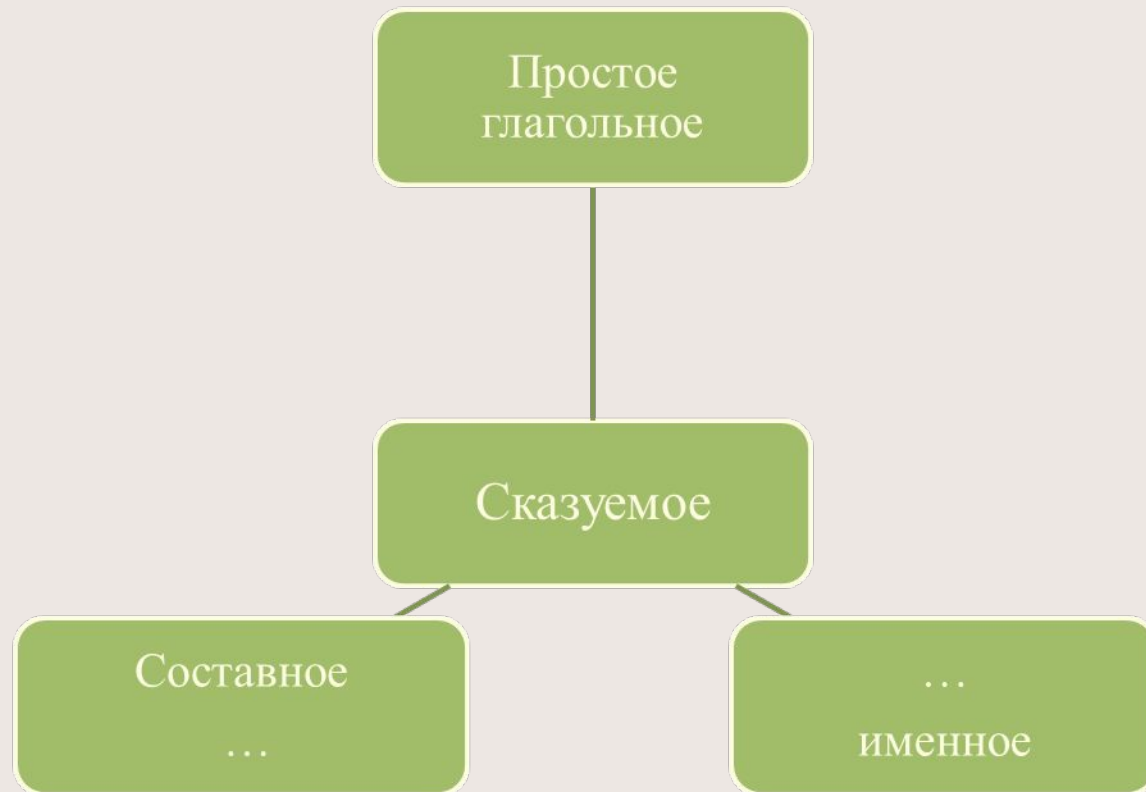 Простое
глагольное
Сказуемое
Составное
…
…
именное